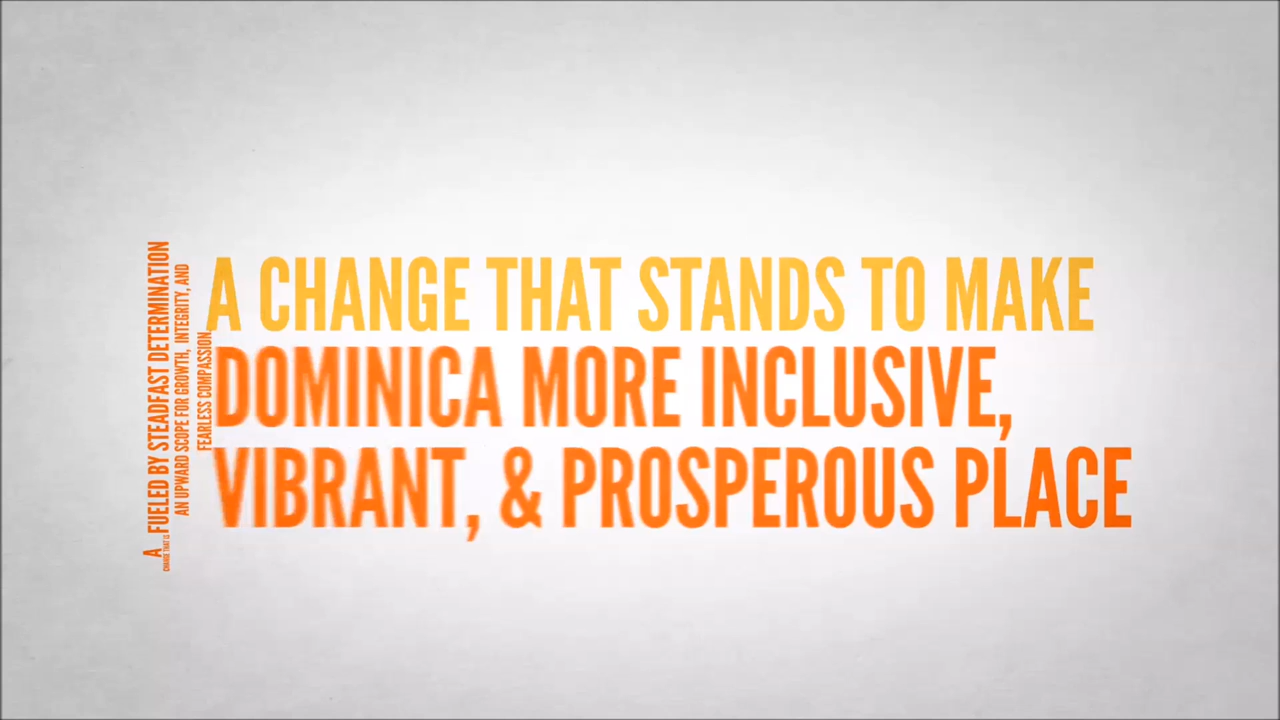 A
CHANGE THAT IS
FUELED BY STEADFAST DETERMINATION
AN UPWARD SCOPE FOR GROWTH, INTEGRITY, AND
FEARLESS COMPASSION
A CHANGE THAT STANDS TO MAKE
DOMINICA MORE INCLUSIVE,
VIBRANT, & PROSPEROUS PLACE